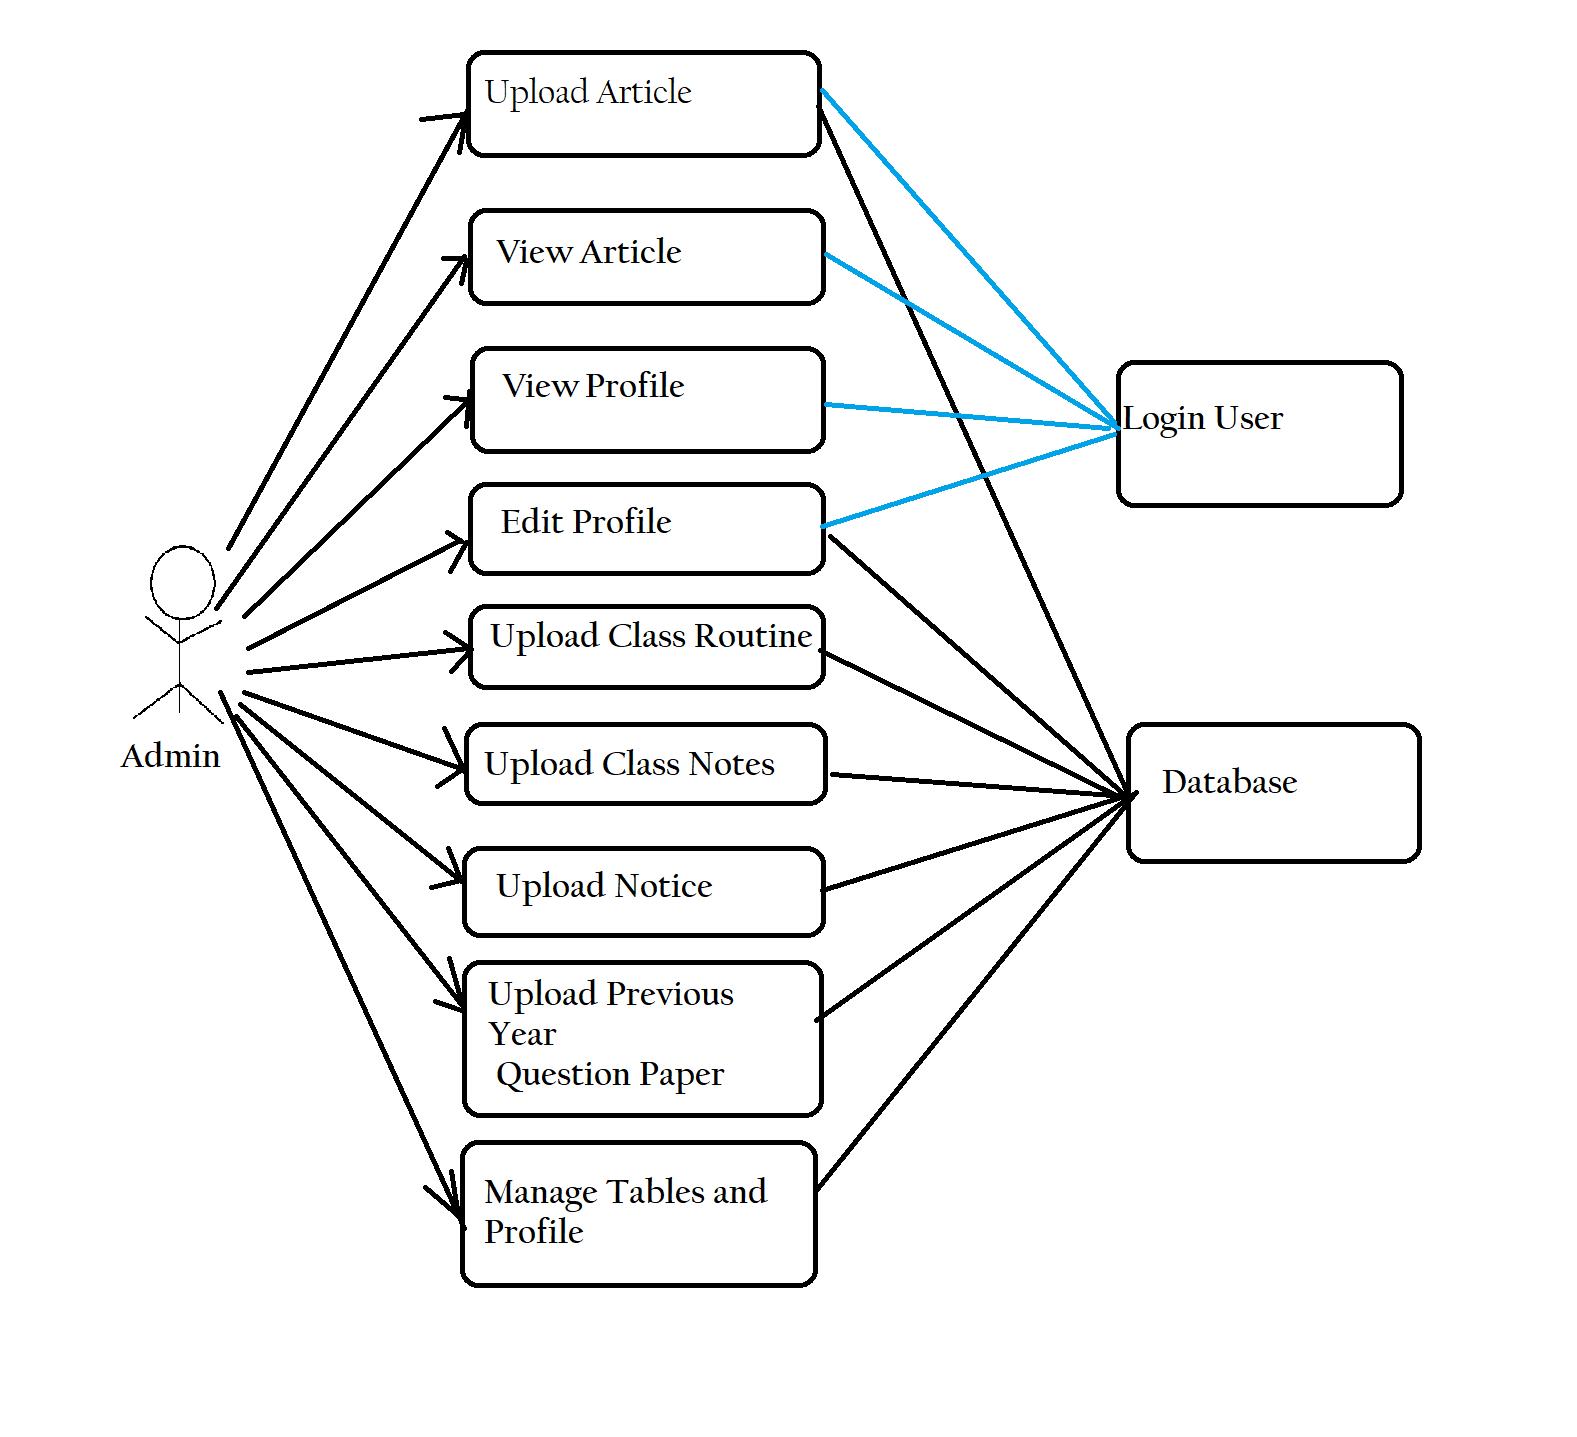 Upload Article
View Article
View Profile
Login User
Edit Profile
Upload Class Routine
Admin
Upload Class Notes
Database
Upload Notice
Upload Previous
Year
Question Paper
Manage Tables and
Profile